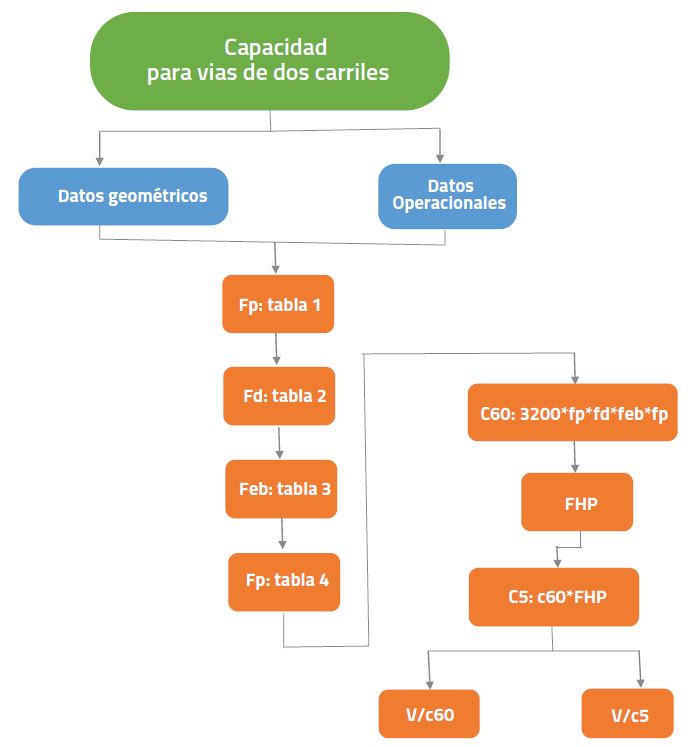 Capacidad
para vias de dos carriles
Datos geométricos
Datos
Operacionales
Fp: tabla 1
Fd: tabla 2
Feb: tabla 3
Fp: tabla 4
C60: 3200*fp*fd*feb*fp
FHP
C5: c60*FHP
V/c60
V/c5